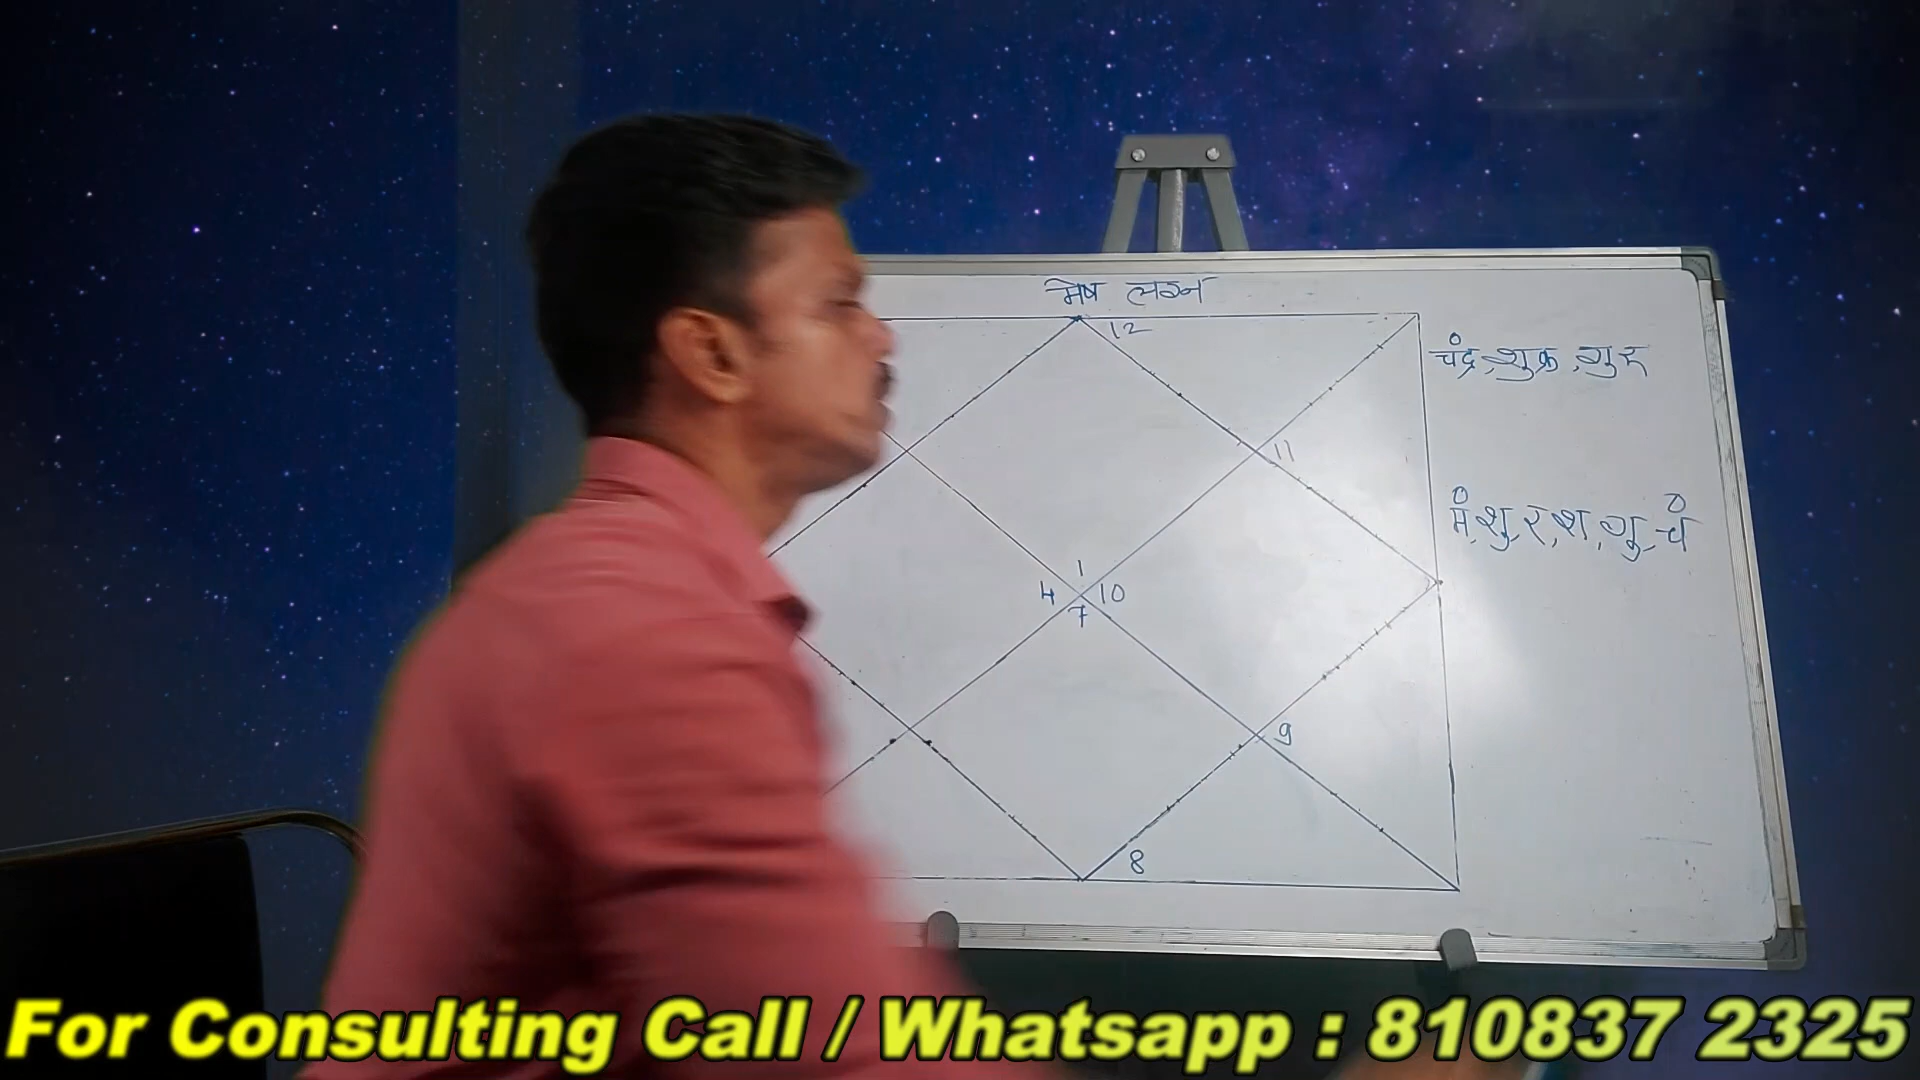 मेष लग्न
12
चंद्र, शुक्र, गुरु
11
मं, शु, र, श, गु, चं
1
4 10
7
9
8
For Consulting Call / Whatsapp : 810837 2325